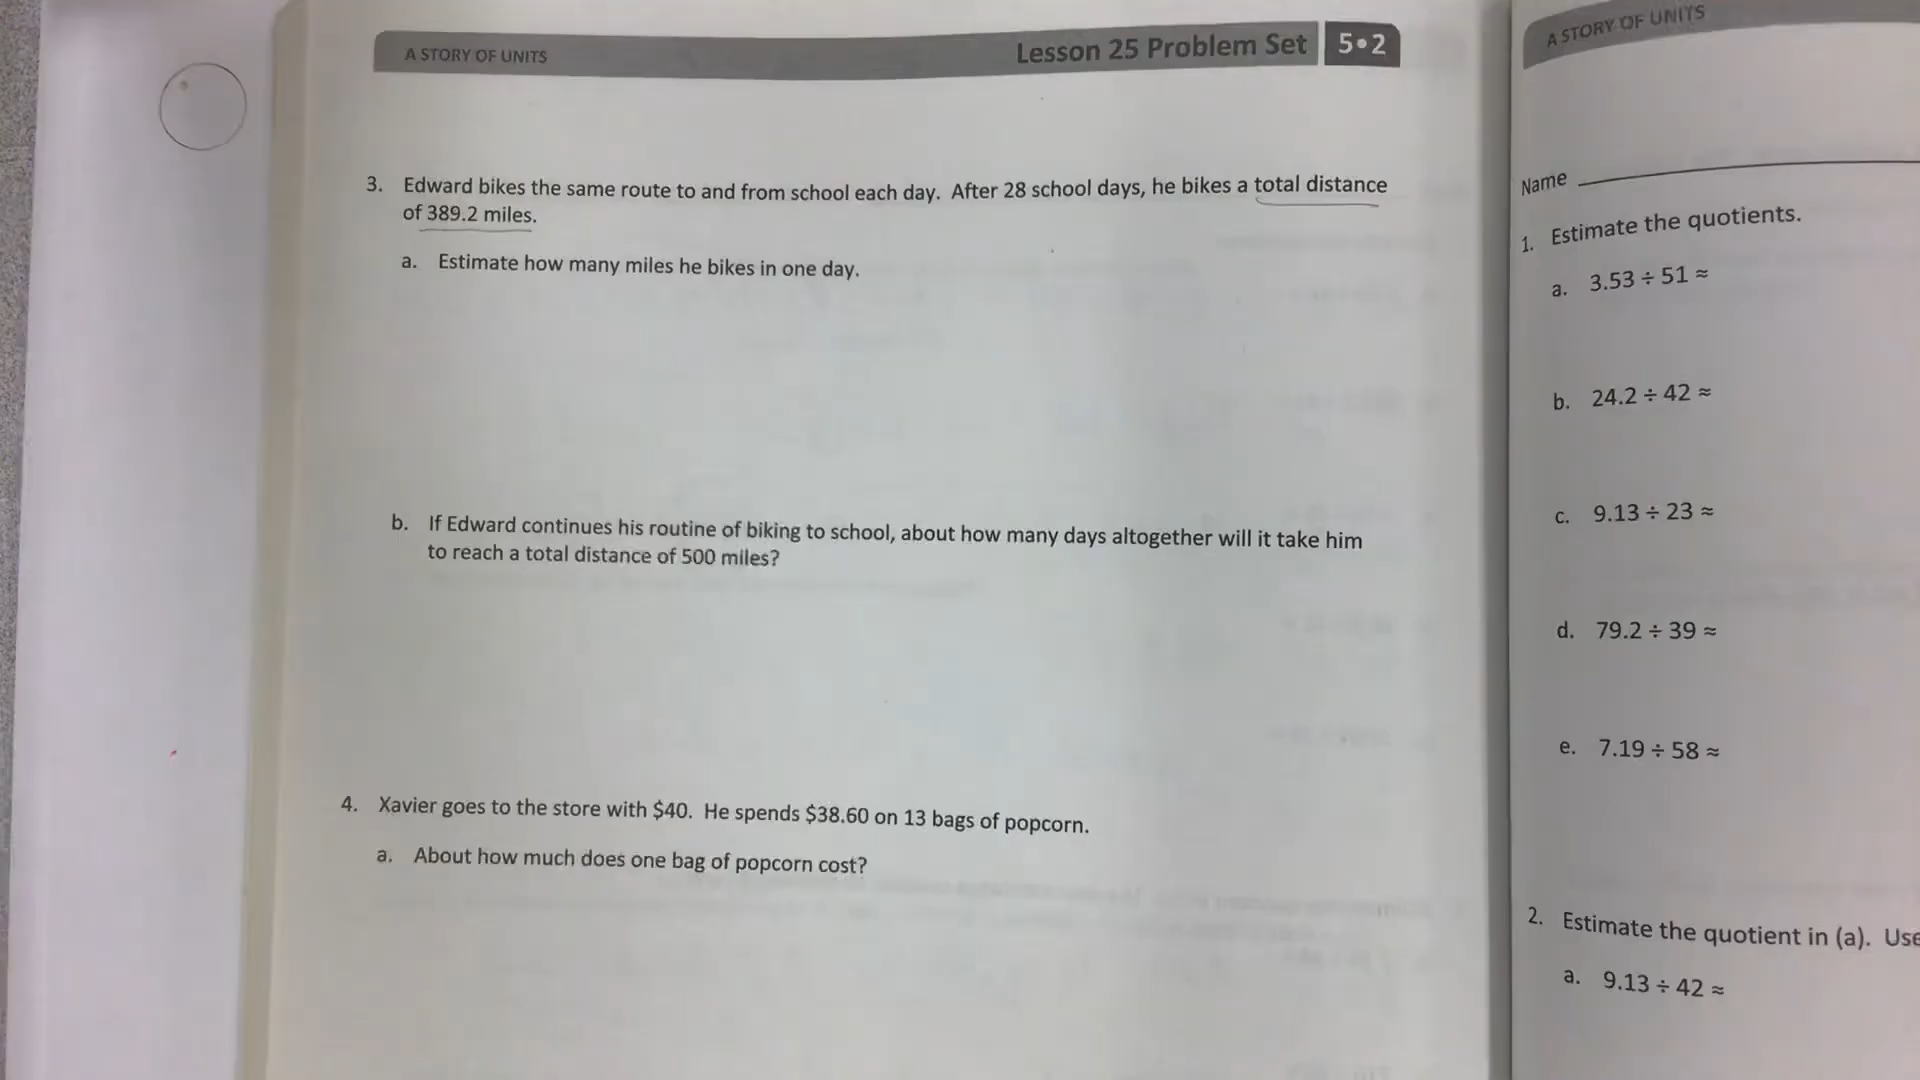 A STORY OF UNITS
Lesson 25 Problem Set 5•2
3. Edward bikes the same route to and from school each day. After 28 school days, he bikes a total distance
of 389.2 miles.
a. Estimate how many miles he bikes in one day.
b. If Edward continues his routine of biking to school, about how many days altogether will it take him
to reach a total distance of 500 miles?
4. Xavier goes to the store with $40. He spends $38.60 on 13 bags of popcorn.
a. About how much does one bag of popcorn cost?
A STORY OF UNITS
Name
1. Estimate the quotients.
a. 3.53 ÷ 51 ≈
b. 24.2 ÷ 42 ≈
c. 9.13 ÷ 23 ≈
d. 79.2 ÷ 39 ≈
e. 7.19 ÷ 58 ≈
2. Estimate the quotient in (a). Use
a. 9.13 ÷ 42 ≈